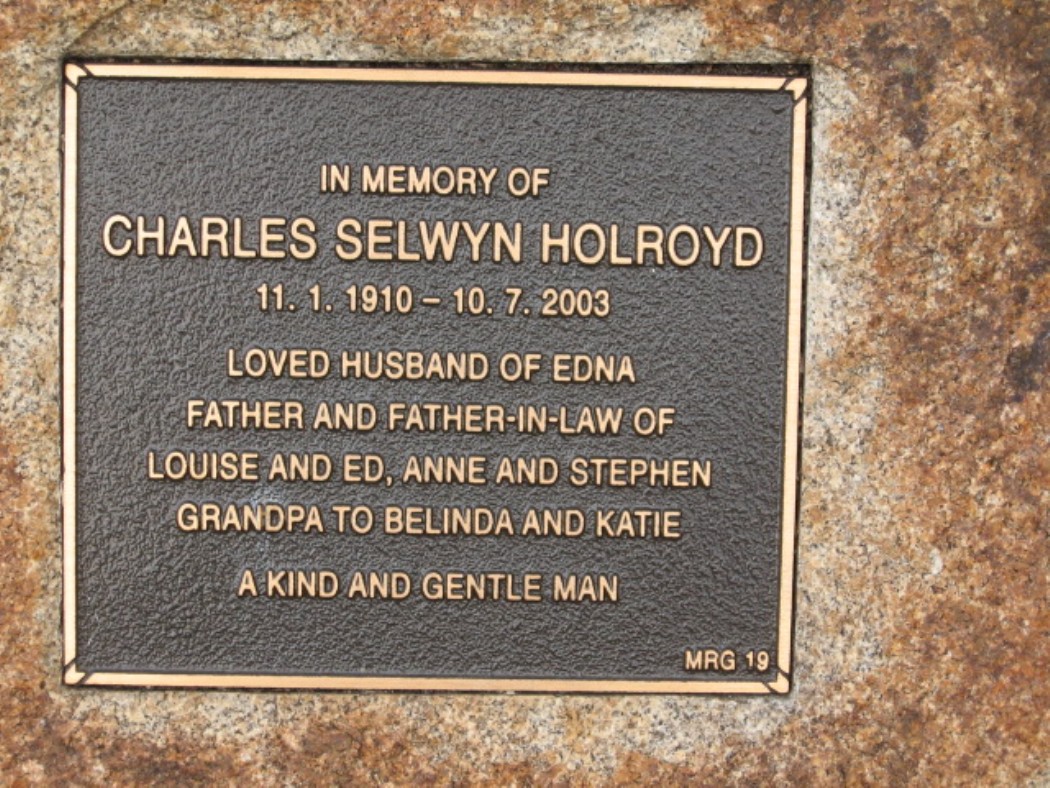 IN MEMORY OF
CHARLES SELWYN HOLROYD
11. 1. 1910 – 10. 7. 2003
LOVED HUSBAND OF EDNA
FATHER AND FATHER-IN-LAW OF
LOUISE AND ED, ANNE AND STEPHEN
GRANDPA TO BELINDA AND KATIE
A KIND AND GENTLE MAN
MRG 19